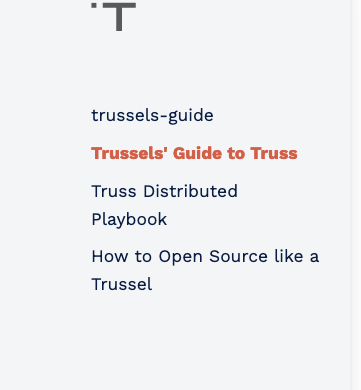 trussels-guide
Trussels' Guide to Truss
Truss Distributed
Playbook
How to Open Source like a
Trussel